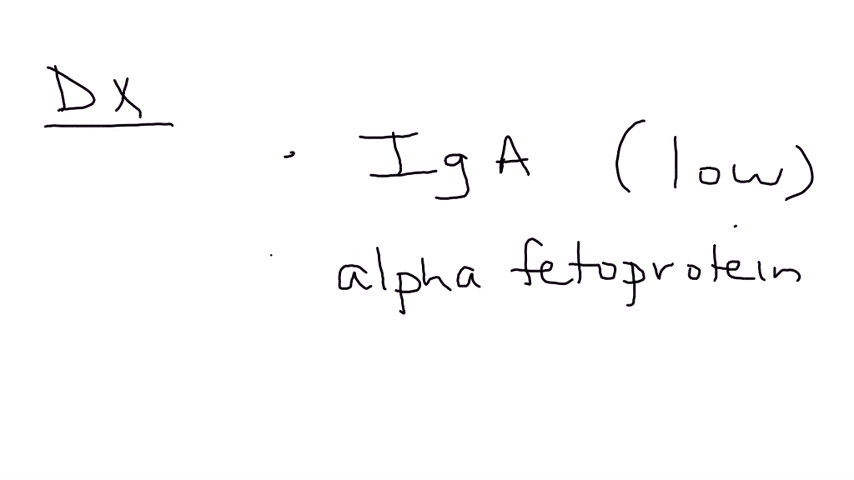 Dx
· IgA (low)
· alpha fetoprotein